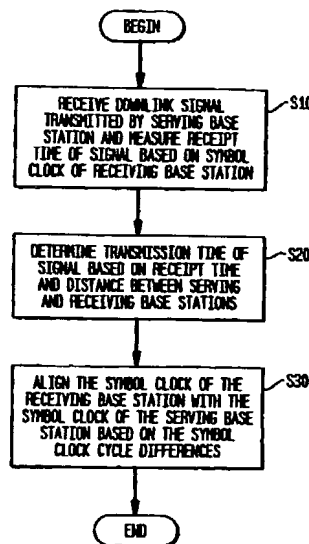 BEGIN
RECEIVE DOWNLINK SIGNAL
TRANSMITTED BY SERVING BASE
STATION AND MEASURE RECEIPT
TIME OF SIGNAL BASED ON SYMBOL
CLOCK OF RECEIVING BASE STATION
S10
DETERMINE TRANSMISSION TIME OF
SIGNAL BASED ON RECEIPT TIME
AND DISTANCE BETWEEN SERVING
AND RECEIVING BASE STATIONS
S20
ALIGN THE SYMBOL CLOCK OF THE
RECEIVING BASE STATION WITH THE
SYMBOL CLOCK OF THE SERVING BASE
STATION BASED ON THE SYMBOL
CLOCK CYCLE DIFFERENCES
S30
END